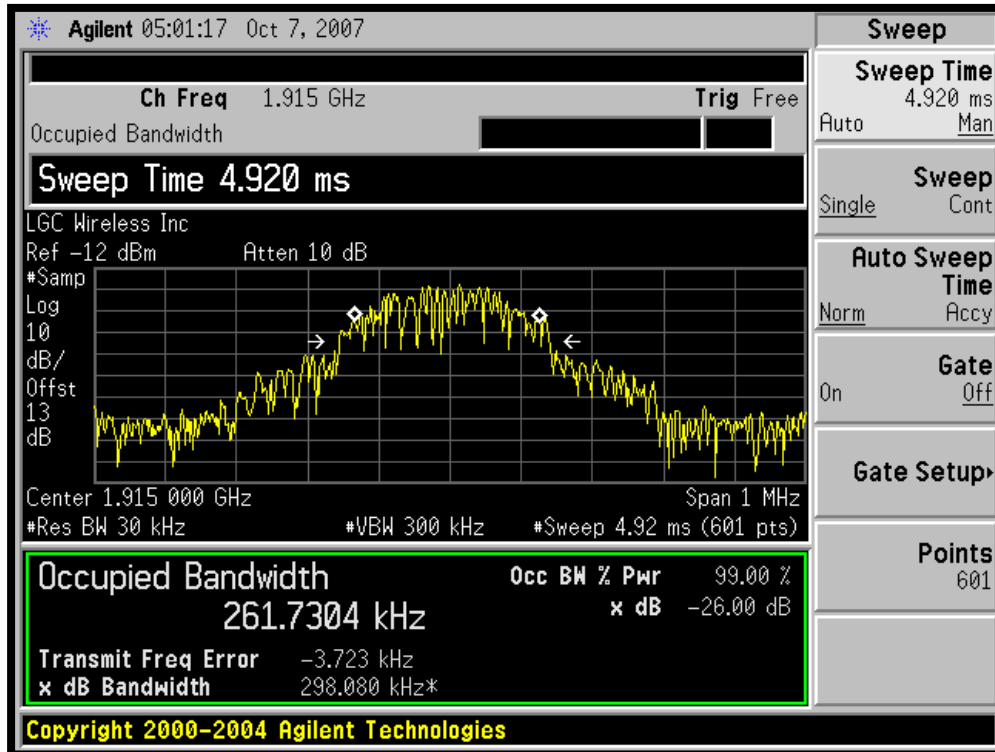 Agilent 05:01:17 Oct 7, 2007
Sweep
Ch Freq 1.915 GHz Trig Free
Occupied Bandwidth
Sweep Time 4.920 ms
LGC Wireless Inc
Ref -12 dBm Atten 10 dB
#Samp
Log
10
dB/
Offst
13
dB
Center 1.915 000 GHz Span 1 MHz
#Res BW 30 kHz #VBW 300 kHz #Sweep 4.92 ms (601 pts)
Occupied Bandwidth
261.7304 kHz
Occ BW % Pwr 99.00 %
x dB -26.00 dB
Transmit Freq Error -3.723 kHz
x dB Bandwidth 298.080 kHz*
Copyright 2000-2004 Agilent Technologies
Sweep Time
4.920 ms
Auto Man
Sweep
Single Cont
Auto Sweep
Time
Norm Accy
Gate
On Off
Gate Setup
Points
601